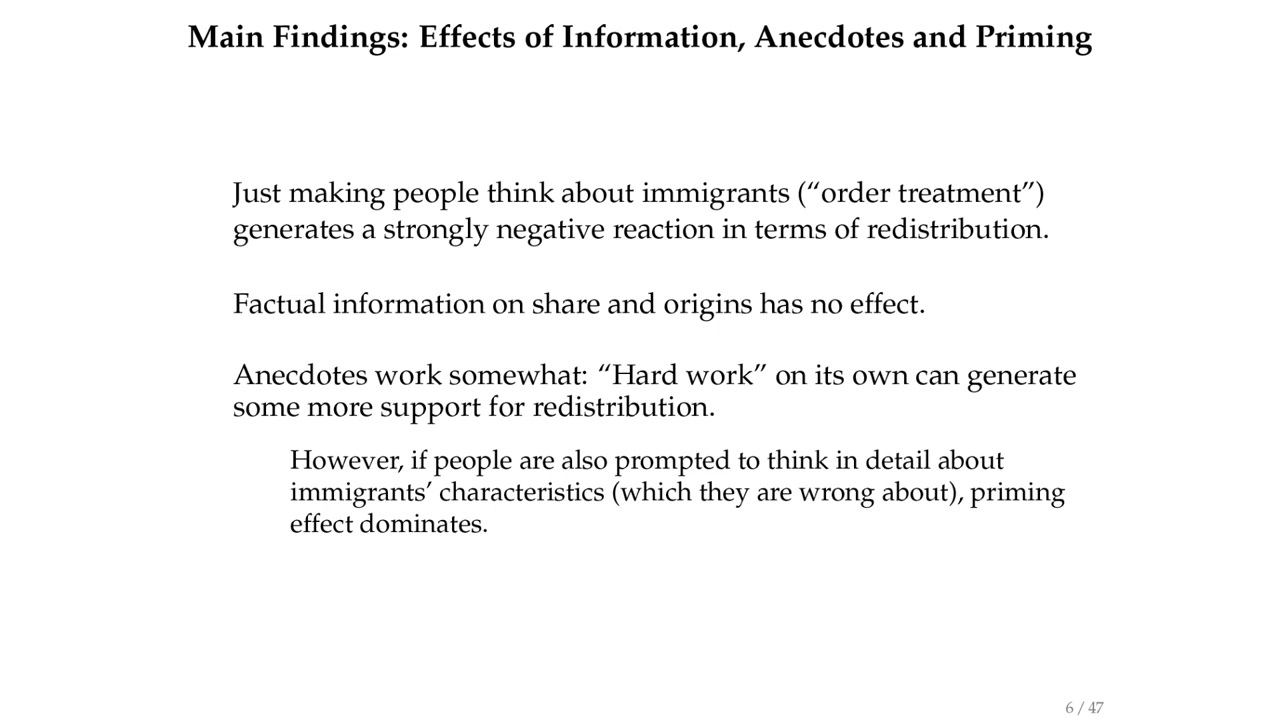 Main Findings: Effects of Information, Anecdotes and Priming
Just making people think about immigrants (“order treatment”)
generates a strongly negative reaction in terms of redistribution.
Factual information on share and origins has no effect.
Anecdotes work somewhat: “Hard work” on its own can generate
some more support for redistribution.
However, if people are also prompted to think in detail about
immigrants’ characteristics (which they are wrong about), priming
effect dominates.
6 / 47